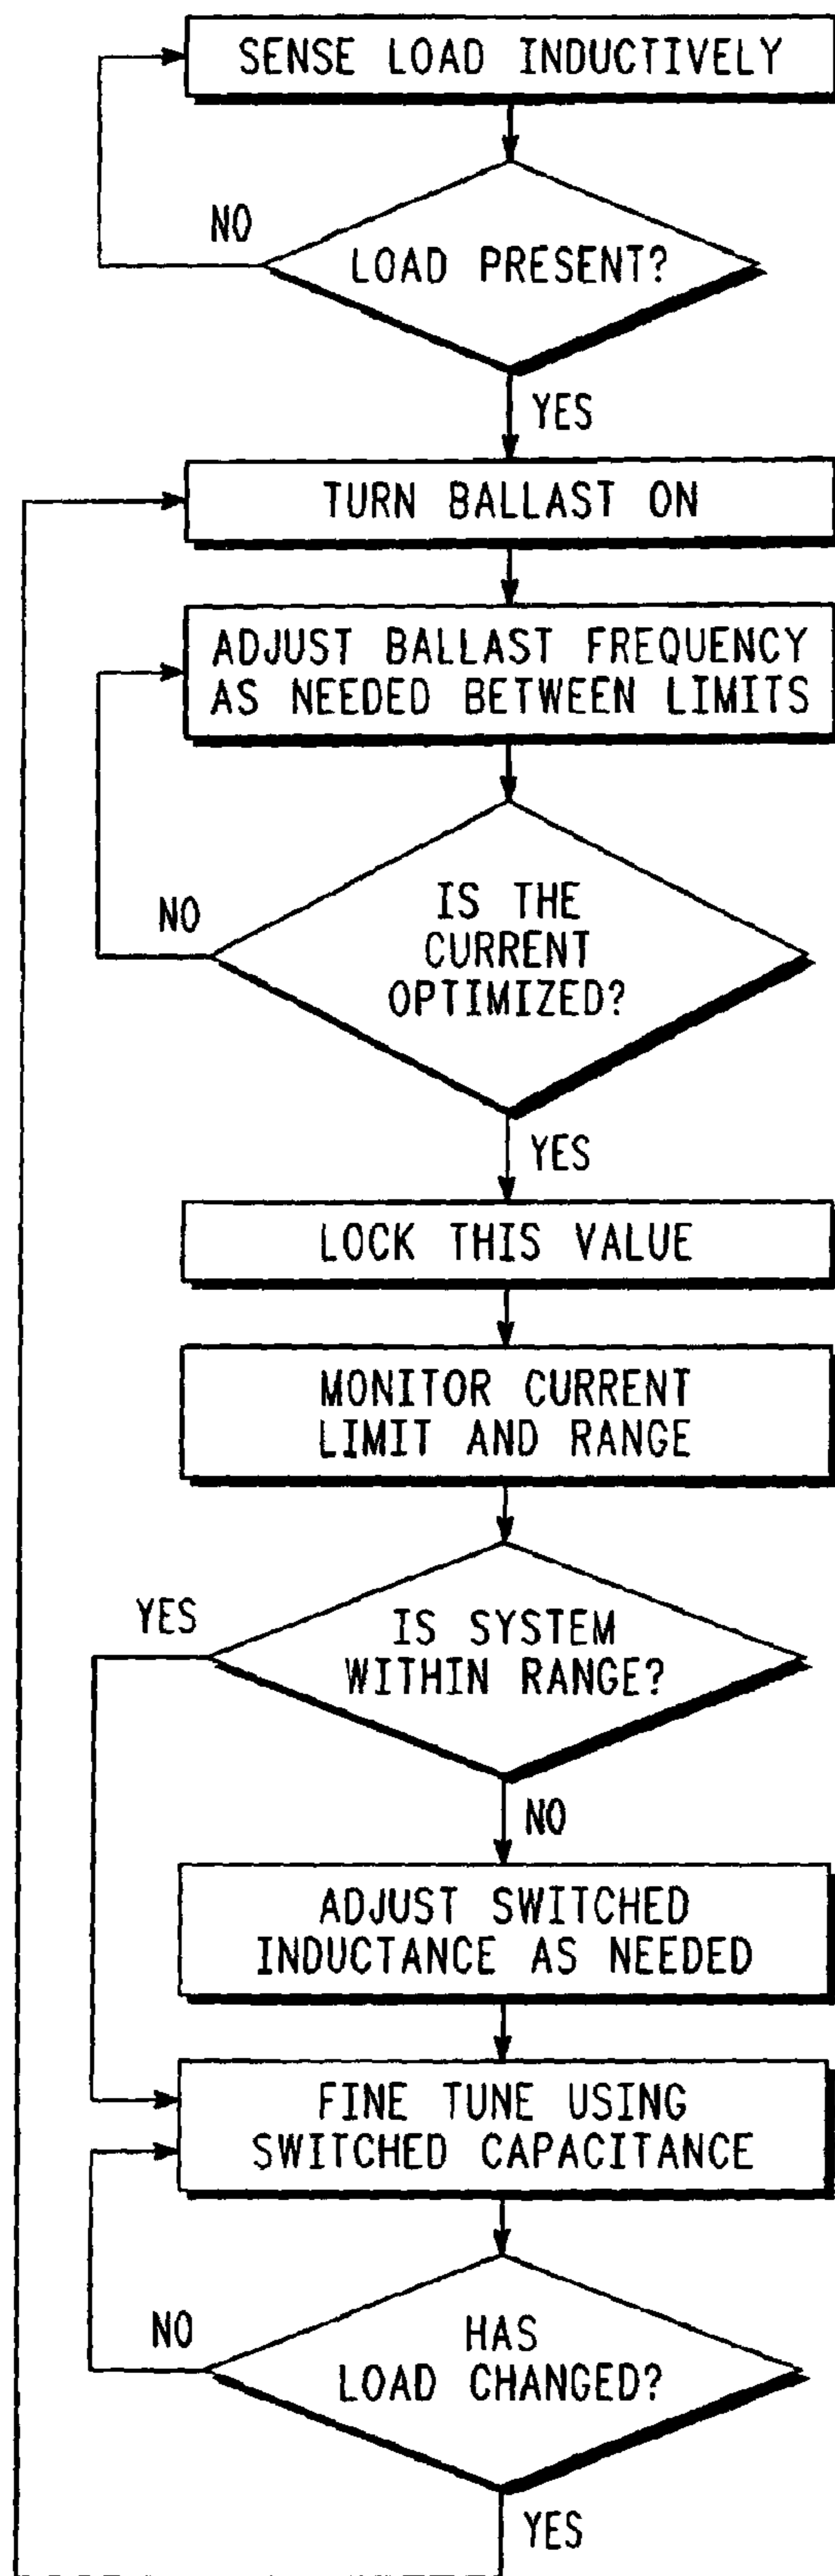 SENSE LOAD INDUCTIVELY
NO
LOAD PRESENT?
YES
TURN BALLAST ON
ADJUST BALLAST FREQUENCY
AS NEEDED BETWEEN LIMITS
NO
IS THE
CURRENT
OPTIMIZED?
YES
LOCK THIS VALUE
MONITOR CURRENT
LIMIT AND RANGE
YES
IS SYSTEM
WITHIN RANGE?
NO
ADJUST SWITCHED
INDUCTANCE AS NEEDED
FINE TUNE USING
SWITCHED CAPACITANCE
NO
HAS
LOAD CHANGED?
YES